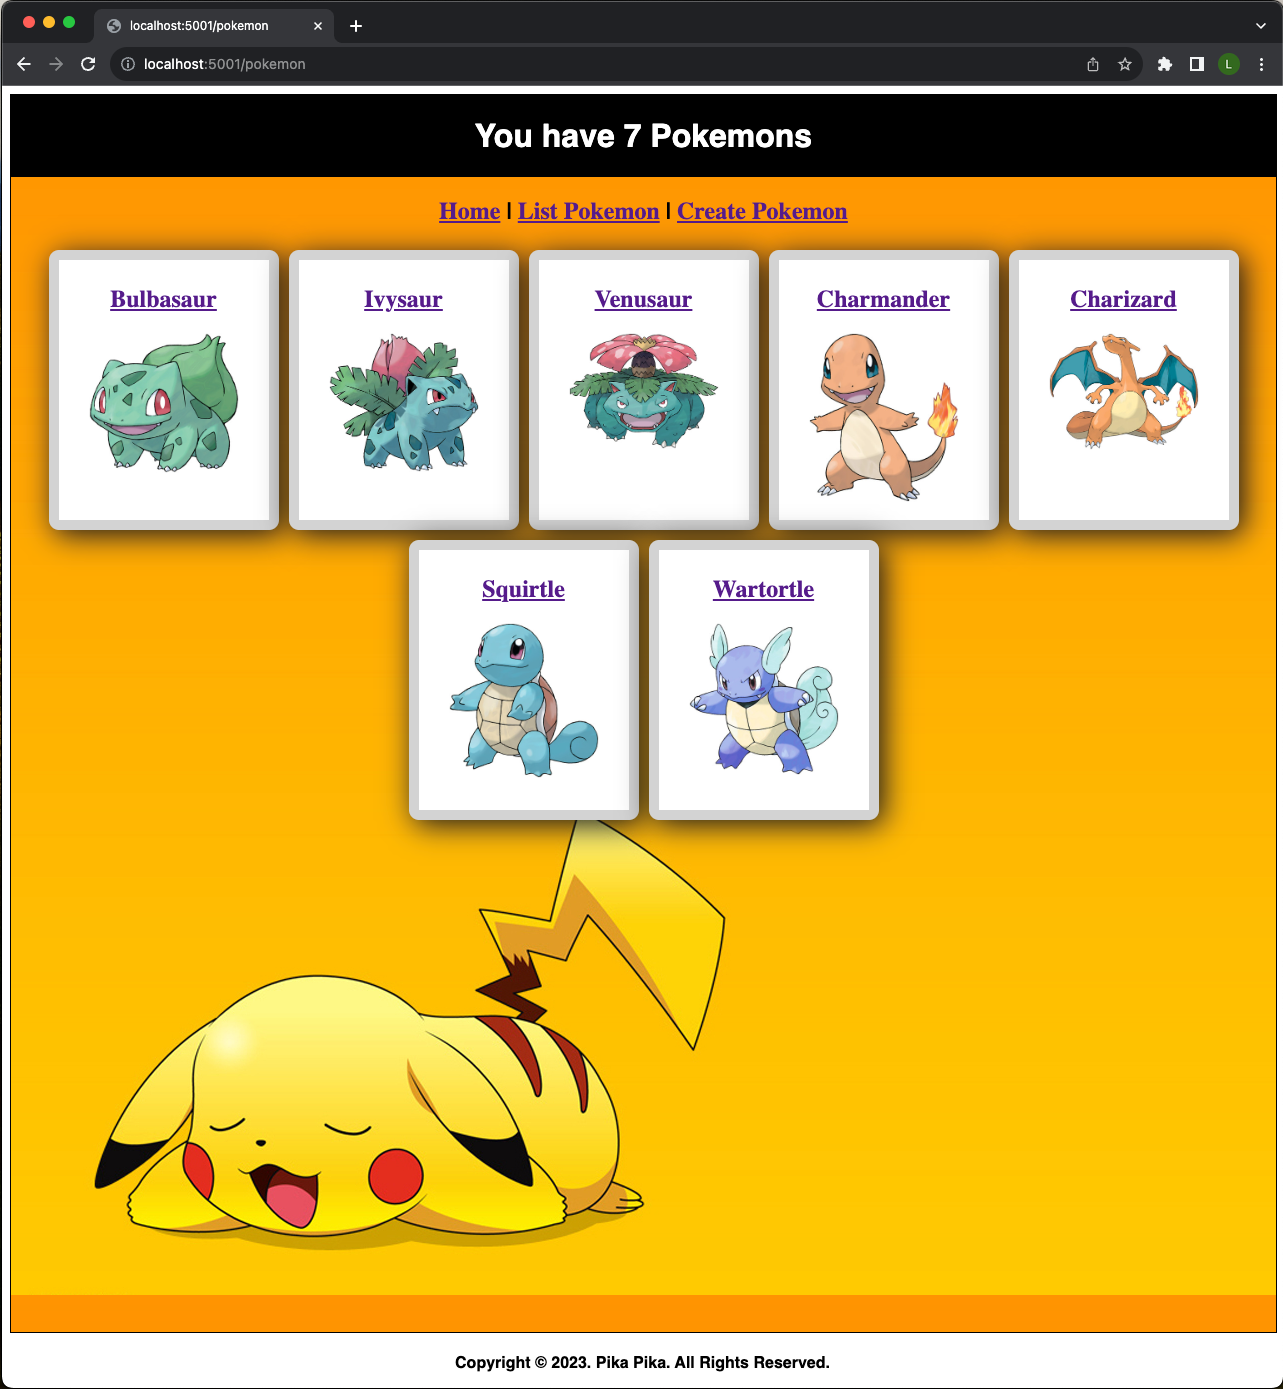 localhost:5001/pokemon
localhost:5001/pokemon
L
You have 7 Pokemons
Home | List Pokemon | Create Pokemon
Bulbasaur Ivysaur Venusaur Charmander Charizard
Squirtle Wartortle
Copyright © 2023. Pika Pika. All Rights Reserved.